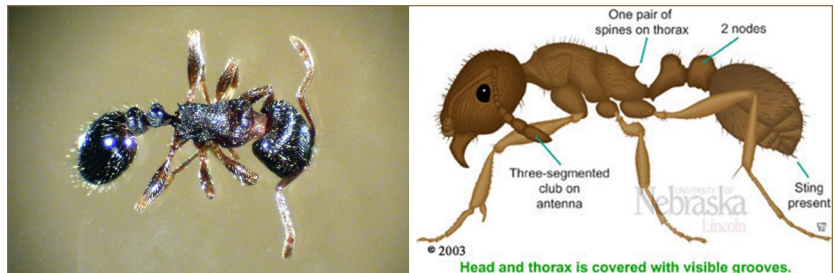 One pair of
spines on thorax
2 nodes
Three-segmented
club on
antenna
UNIVERSITY OF
Nebraska
Lincoln
Sting
present
© 2003
Head and thorax is covered with visible grooves.